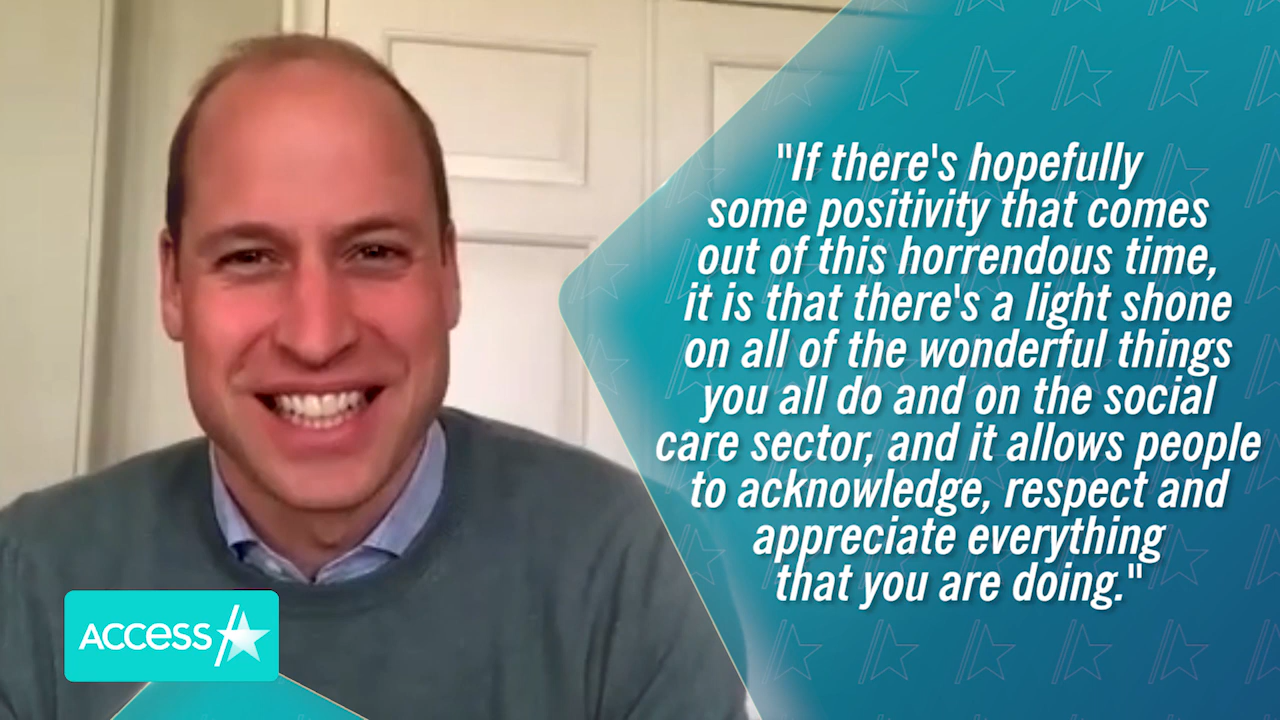 "If there's hopefully
some positivity that comes
out of this horrendous time,
it is that there's a light shone
on all of the wonderful things
you all do and on the social
care sector, and it allows people
to acknowledge, respect and
appreciate everything
that you are doing."
ACCESS